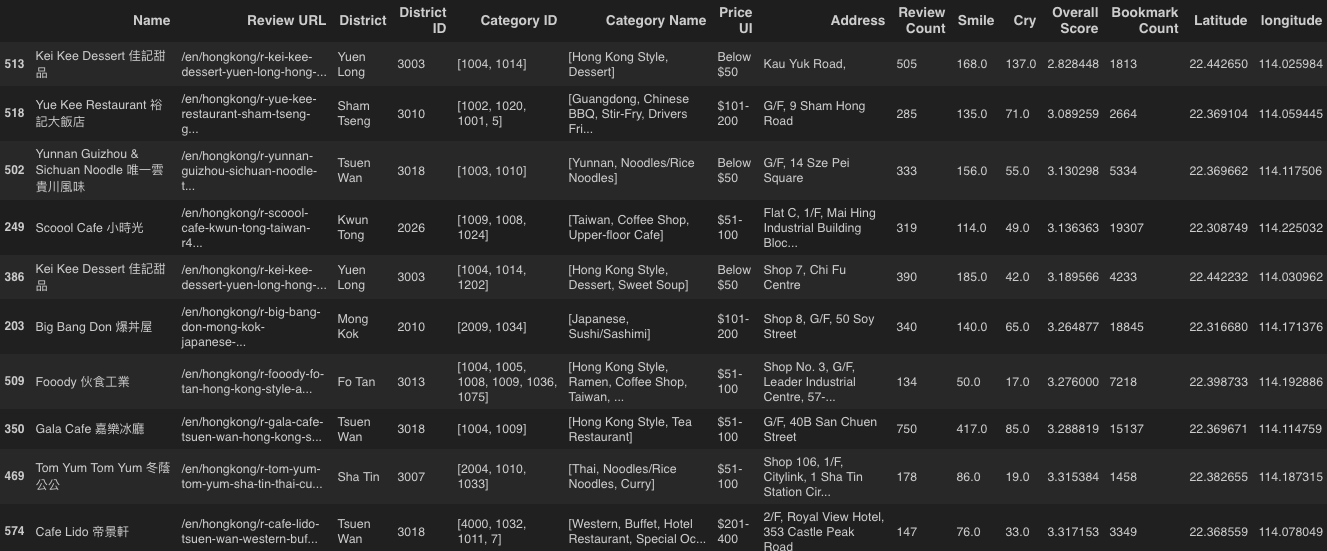 Name Review URL District District ID Category ID Category Name Price UI Address Review Count Smile Cry Overall Score Bookmark Count Latitude longitude
513 Kei Kee Dessert 佳記甜品 /en/hongkong/r-kei-kee-dessert-yuen-long-hong-... Yuen Long 3003 [1004, 1014] [Hong Kong Style, Dessert] Below $50 Kau Yuk Road, 505 168.0 137.0 2.828448 1813 22.442650 114.025984
518 Yue Kee Restaurant 裕記大飯店 /en/hongkong/r-yue-kee-restaurant-sham-tseng-g... Sham Tseng 3010 [1002, 1020, 1001, 5] [Guangdong, Chinese BBQ, Stir-Fry, Drivers Fri... $101-200 G/F, 9 Sham Hong Road 285 135.0 71.0 3.089259 2664 22.369104 114.059445
502 Yunnan Guizhou & Sichuan Noodle 唯一雲貴川風味 /en/hongkong/r-yunnan-guizhou-sichuan-noodle-t... Tsuen Wan 3018 [1003, 1010] [Yunnan, Noodles/Rice Noodles] Below $50 G/F, 14 Sze Pei Square 333 156.0 55.0 3.130298 5334 22.369662 114.117506
249 Scoool Cafe 小時光 /en/hongkong/r-scoool-cafe-kwun-tong-taiwan-r4... Kwun Tong 2026 [1009, 1008, 1024] [Taiwan, Coffee Shop, Upper-floor Cafe] $51-100 Flat C, 1/F, Mai Hing Industrial Building Bloc... 319 114.0 49.0 3.136363 19307 22.308749 114.225032
386 Kei Kee Dessert 佳記甜品 /en/hongkong/r-kei-kee-dessert-yuen-long-hong-... Yuen Long 3003 [1004, 1014, 1202] [Hong Kong Style, Dessert, Sweet Soup] Below $50 Shop 7, Chi Fu Centre 390 185.0 42.0 3.189566 4233 22.442232 114.030962
203 Big Bang Don 爆丼屋 /en/hongkong/r-big-bang-don-mong-kok-japanese-... Mong Kok 2010 [2009, 1034] [Japanese, Sushi/Sashimi] $101-200 Shop 8, G/F, 50 Soy Street 340 140.0 65.0 3.264877 18845 22.316680 114.171376
509 Fooody 伙食工業 /en/hongkong/r-fooody-fo-tan-hong-kong-style-a... Fo Tan 3013 [1004, 1005, 1008, 1009, 1036, 1075] [Hong Kong Style, Ramen, Coffee Shop, Taiwan, ... $51-100 Shop No. 3, G/F, Leader Industrial Centre, 57-... 134 50.0 17.0 3.276000 7218 22.398733 114.192886
350 Gala Cafe 嘉樂冰廳 /en/hongkong/r-gala-cafe-tsuen-wan-hong-kong-s... Tsuen Wan 3018 [1004, 1009] [Hong Kong Style, Tea Restaurant] $51-100 G/F, 40B San Chuen Street 750 417.0 85.0 3.288819 15137 22.369671 114.114759
469 Tom Yum Tom Yum 冬蔭公公 /en/hongkong/r-tom-yum-tom-yum-sha-tin-thai-cu... Sha Tin 3007 [2004, 1010, 1033] [Thai, Noodles/Rice Noodles, Curry] $51-100 Shop 106, 1/F, Citylink, 1 Sha Tin Station Cir... 178 86.0 19.0 3.315384 1458 22.382655 114.187315
574 Cafe Lido 帝景軒 /en/hongkong/r-cafe-lido-tsuen-wan-western-buf... Tsuen Wan 3018 [4000, 1032, 1011, 7] [Western, Buffet, Hotel Restaurant, Special Oc... $201-400 2/F, Royal View Hotel, 353 Castle Peak Road 147 76.0 33.0 3.317153 3349 22.368559 114.078049